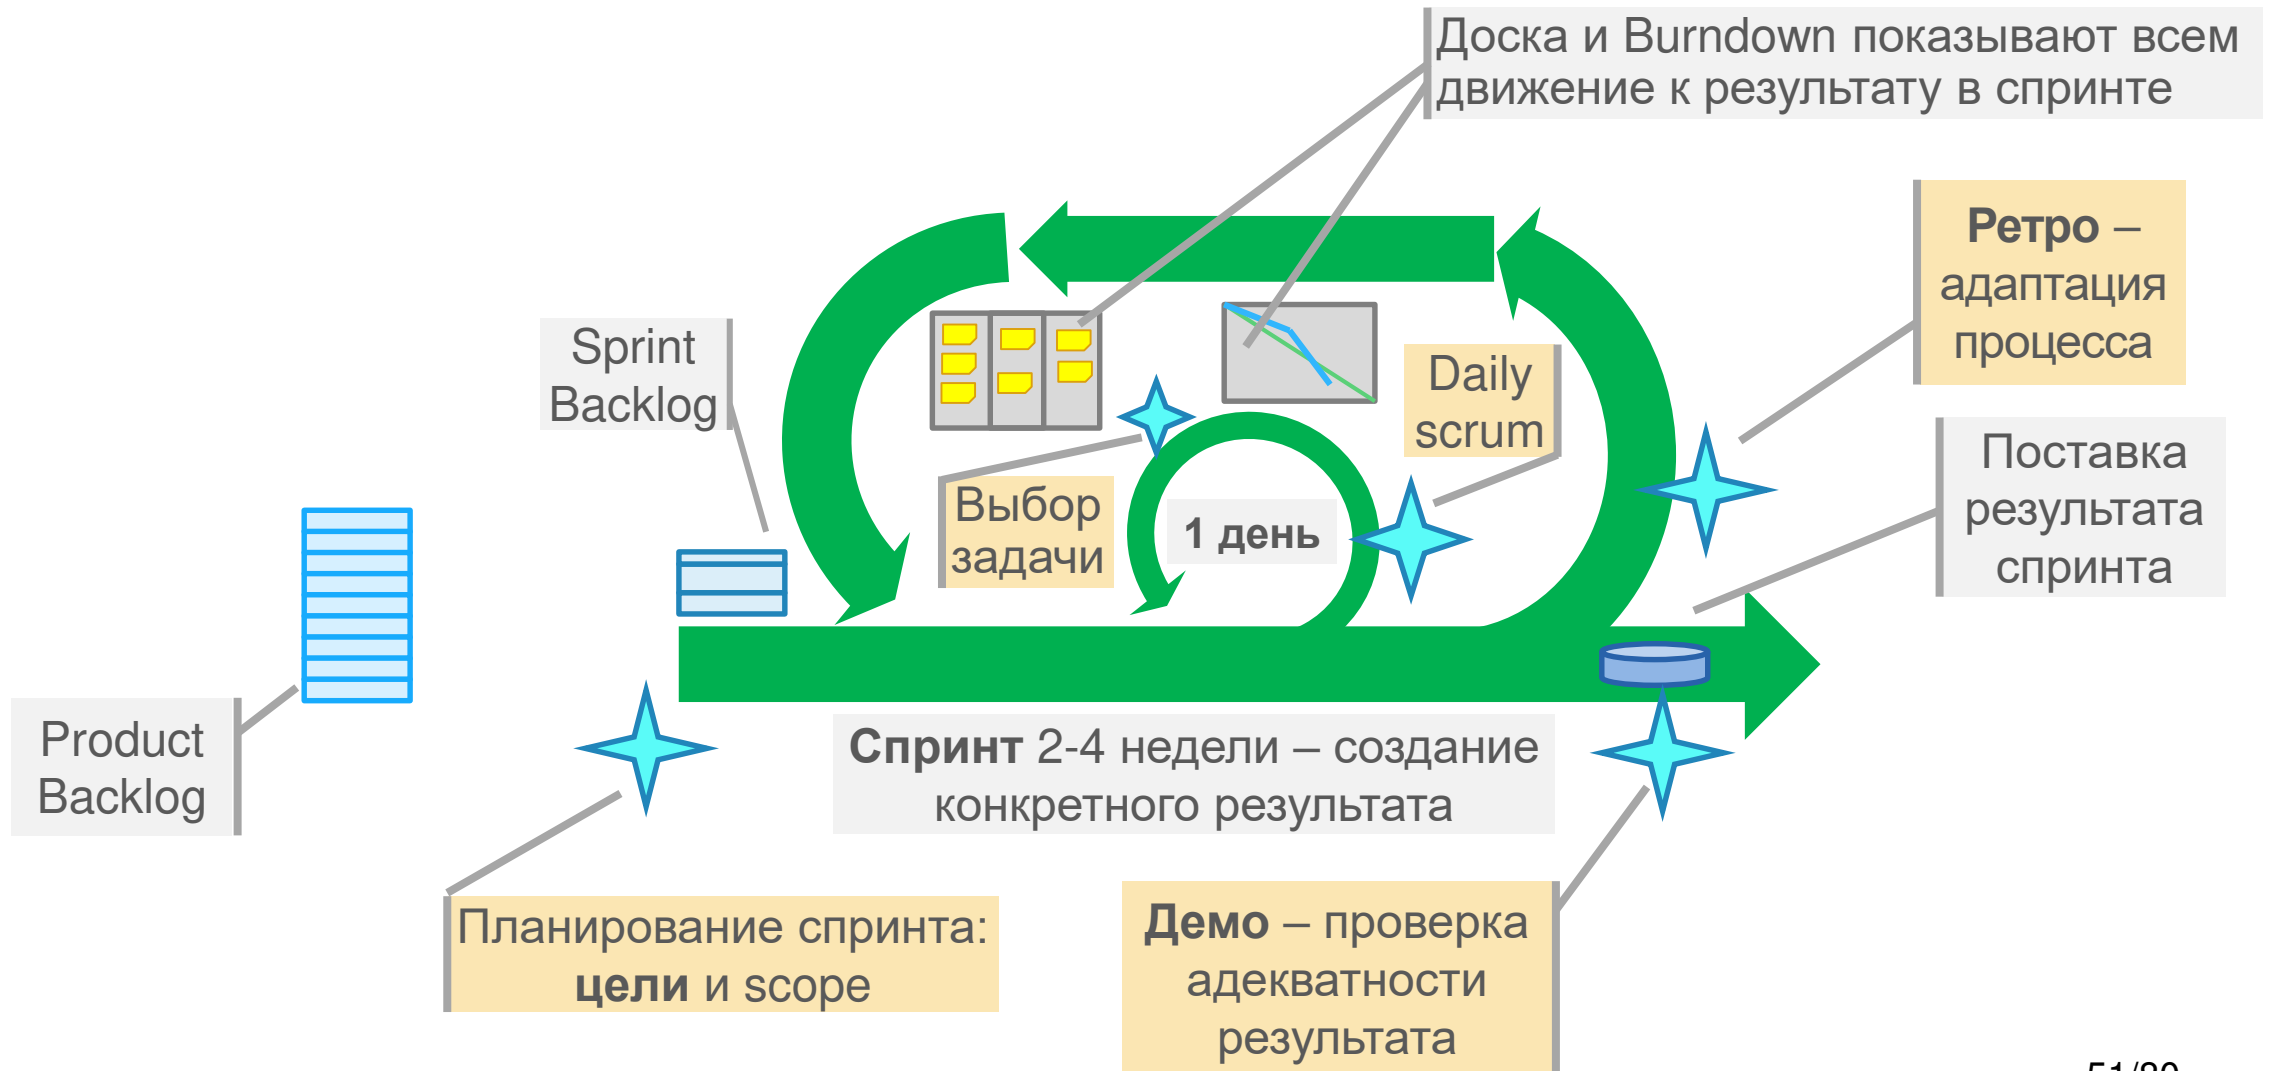 Доска и Burndown показывают всем
движение к результату в спринте
Ретро –
адаптация
процесса
Sprint
Backlog
Daily
scrum
Поставка
результата
спринта
Выбор
задачи
1 день
Product
Backlog
Спринт 2-4 недели – создание
конкретного результата
Планирование спринта:
цели и scope
Демо – проверка
адекватности
результата